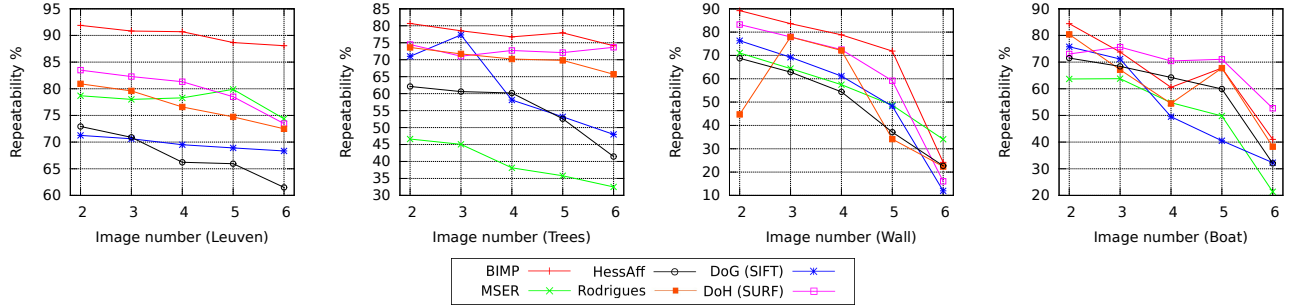 Repeatability %
95
90
85
80
75
70
65
60
2 3 4 5 6
Image number (Leuven)
Repeatability %
85
80
75
70
65
60
55
50
45
40
35
30
2 3 4 5 6
Image number (Trees)
Repeatability %
90
80
70
60
50
40
30
20
10
2 3 4 5 6
Image number (Wall)
Repeatability %
90
80
70
60
50
40
30
20
2 3 4 5 6
Image number (Boat)
BIMP HessAff DoG (SIFT)
MSER Rodrigues DoH (SURF)